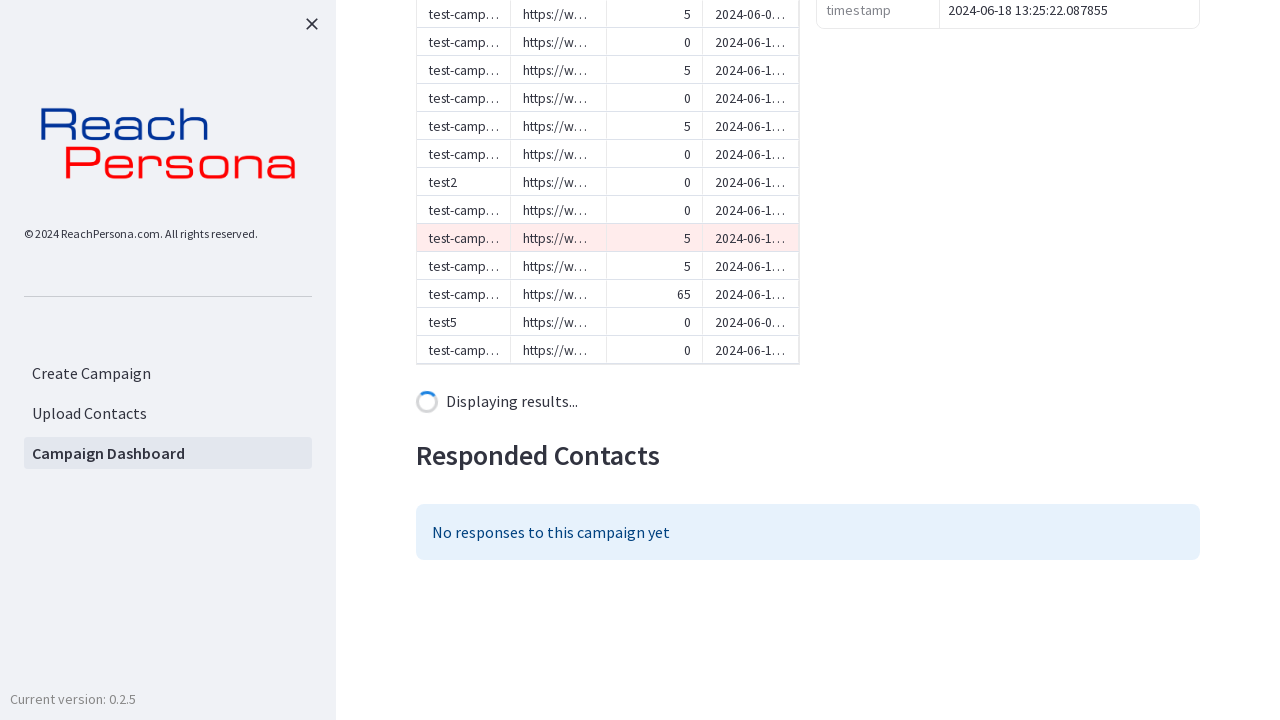 Reach
Persona
© 2024 ReachPersona.com. All rights reserved.
Create Campaign
Upload Contacts
Campaign Dashboard
Current version: 0.2.5
test-camp… https://w… 5 2024-06-0…
test-camp… https://w… 0 2024-06-1…
test-camp… https://w… 5 2024-06-1…
test-camp… https://w… 0 2024-06-1…
test-camp… https://w… 5 2024-06-1…
test-camp… https://w… 0 2024-06-1…
test2 https://w… 0 2024-06-1…
test-camp… https://w… 0 2024-06-1…
test-camp… https://w… 5 2024-06-1…
test-camp… https://w… 5 2024-06-1…
test-camp… https://w… 65 2024-06-1…
test5 https://w… 0 2024-06-0…
test-camp… https://w… 0 2024-06-1…
timestamp 2024-06-18 13:25:22.087855
Displaying results...
Responded Contacts
No responses to this campaign yet